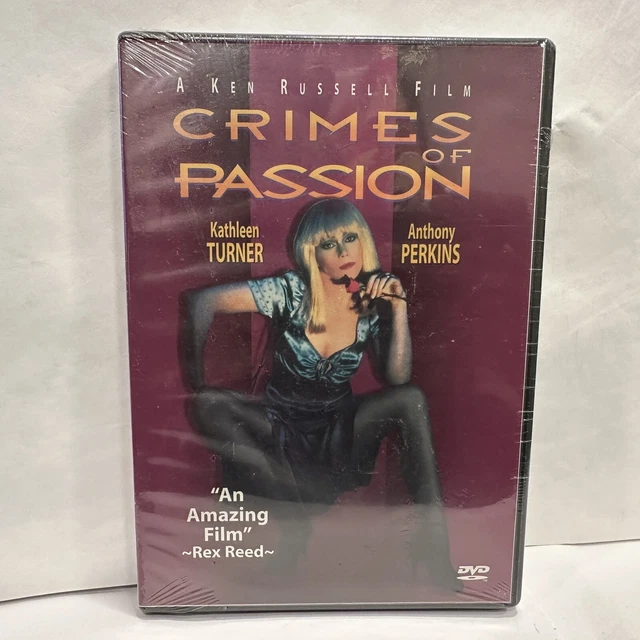 A KEN RUSSELL FILM
CRIMES
OF
PASSION
Kathleen
TURNER
Anthony
PERKINS
"An
Amazing
Film"
~Rex Reed~
DVD